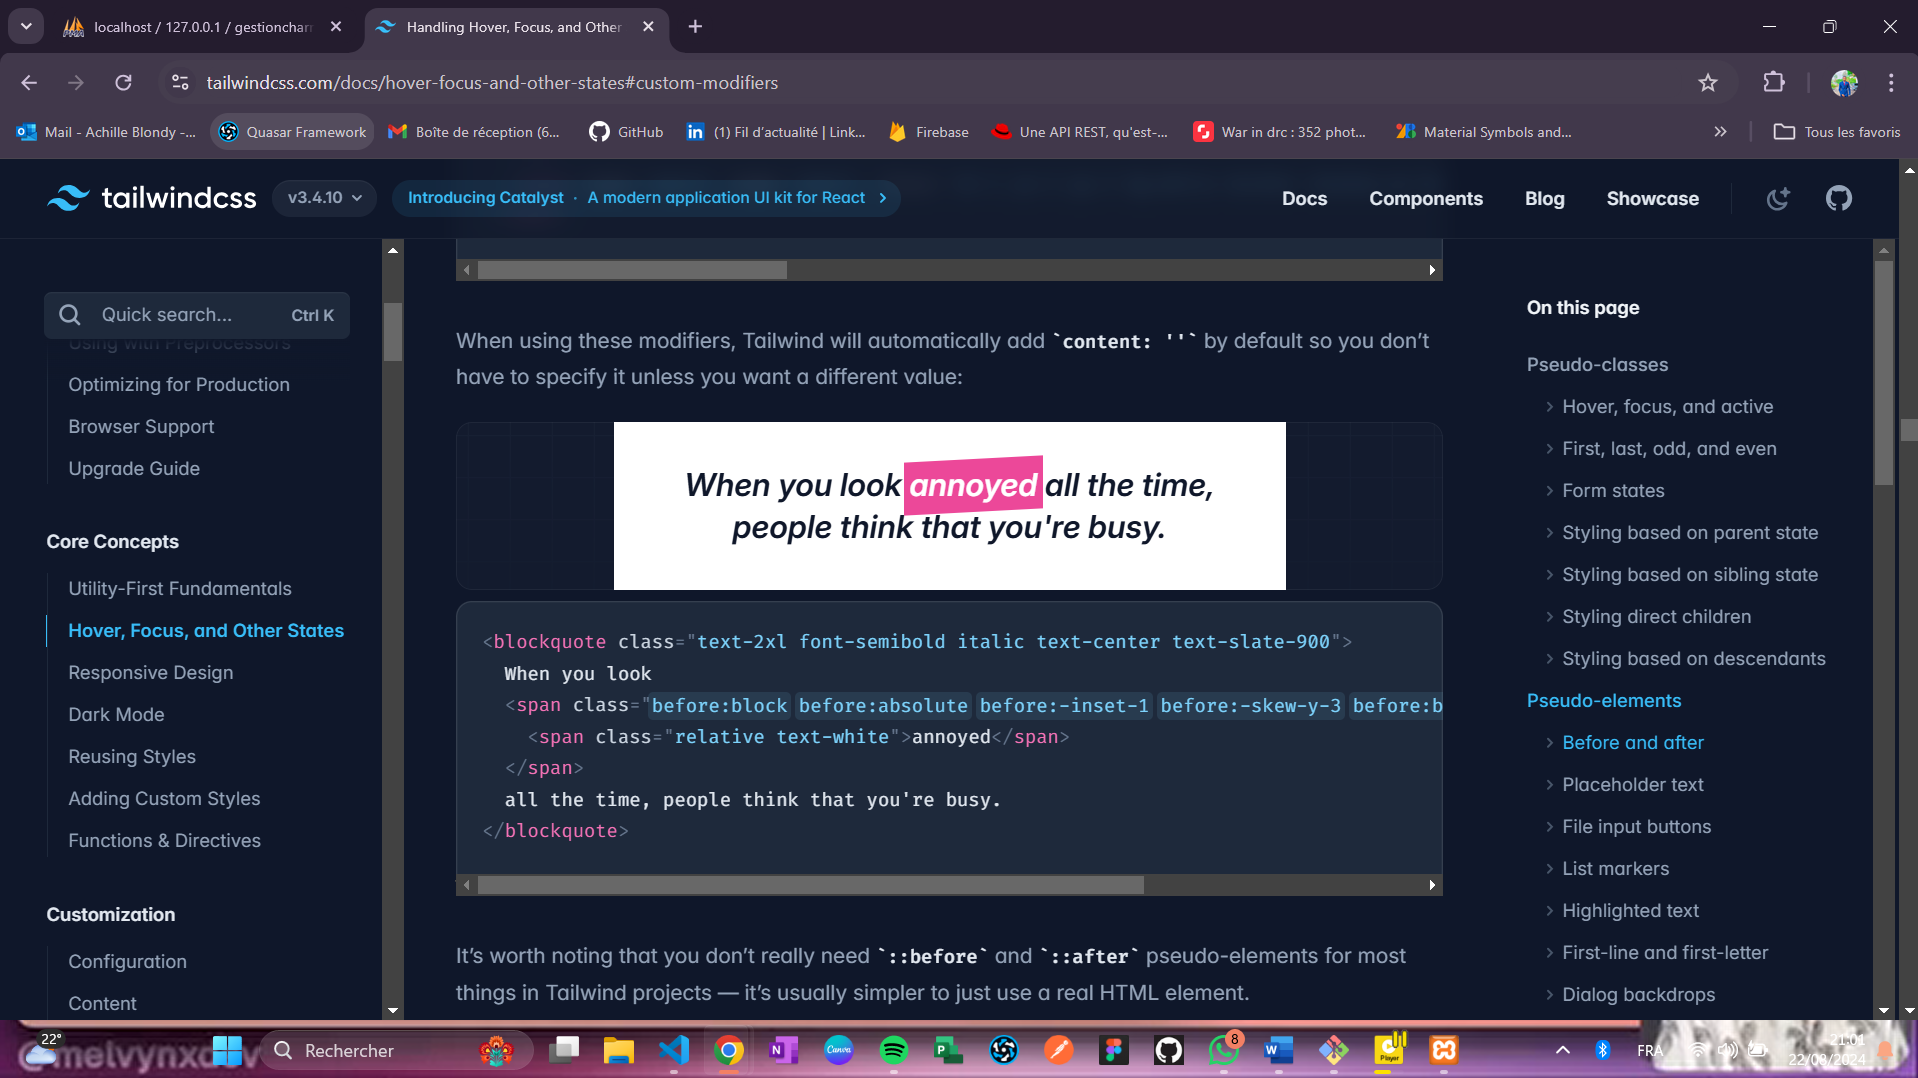 localhost / 127.0.0.1 / gestioncharr
Handling Hover, Focus, and Other
tailwindcss.com/docs/hover-focus-and-other-states#custom-modifiers
Mail - Achille Blondy -...
Quasar Framework
Boîte de réception (6...
GitHub
(1) Fil d'actualité | Link...
Firebase
Une API REST, qu'est-...
War in drc : 352 phot...
Material Symbols and...
Tous les favoris
tailwindcss
v3.4.10
Introducing Catalyst · A modern application UI kit for React
Docs
Components
Blog
Showcase
Quick search...
Ctrl K
Using with Preprocessors
Optimizing for Production
Browser Support
Upgrade Guide
Core Concepts
Utility-First Fundamentals
Hover, Focus, and Other States
Responsive Design
Dark Mode
Reusing Styles
Adding Custom Styles
Functions & Directives
Customization
Configuration
Content
When using these modifiers, Tailwind will automatically add `content: ''` by default so you don't
have to specify it unless you want a different value:
When you look annoyed all the time,
people think that you're busy.
<blockquote class="text-2xl font-semibold italic text-center text-slate-900">
When you look
<span class="before:block before:absolute before:-inset-1 before:-skew-y-3 before:b
<span class="relative text-white">annoyed</span>
</span>
all the time, people think that you're busy.
</blockquote>
It's worth noting that you don't really need `::before` and `::after` pseudo-elements for most
things in Tailwind projects — it's usually simpler to just use a real HTML element.
On this page
Pseudo-classes
Hover, focus, and active
First, last, odd, and even
Form states
Styling based on parent state
Styling based on sibling state
Styling direct children
Styling based on descendants
Pseudo-elements
Before and after
Placeholder text
File input buttons
List markers
Highlighted text
First-line and first-letter
Dialog backdrops
22°
Rechercher
Canva
8
Player
FRA
21:01
22/08/2024